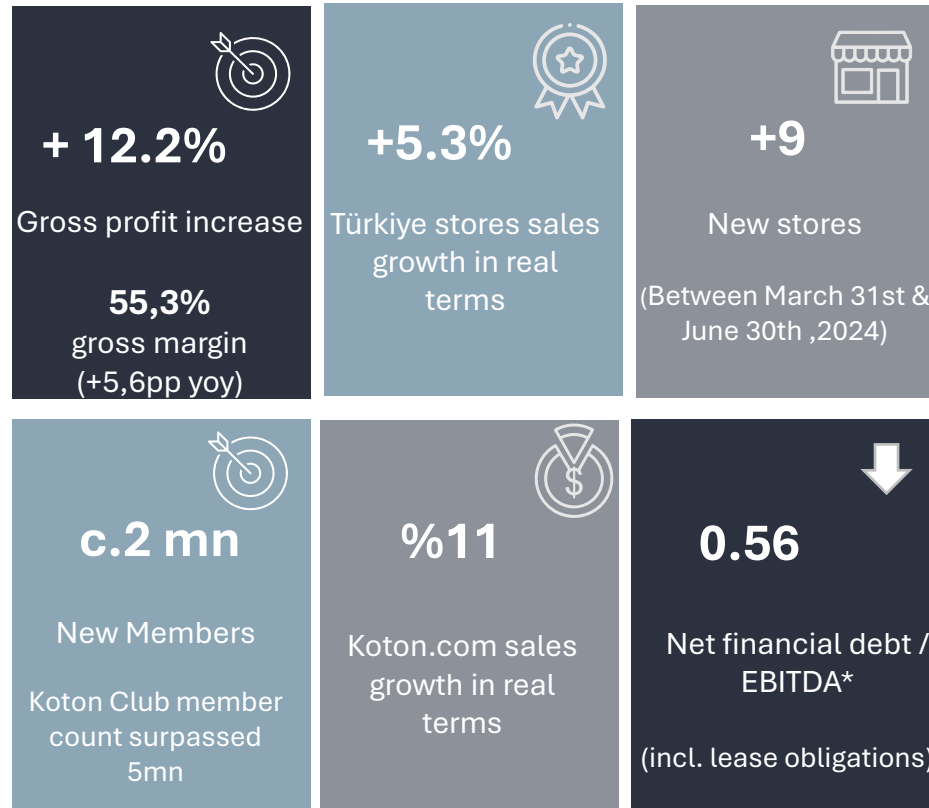 + 12.2%
Gross profit increase
55,3%
gross margin
(+5,6pp yoy)
+5.3%
Türkiye stores sales
growth in real
terms
+9
New stores
(Between March 31st &
June 30th ,2024)
c.2 mn
New Members
Koton Club member
count surpassed
5mn
$
%11
Koton.com sales
growth in real
terms
0.56
Net financial debt /
EBITDA*
(incl. lease obligations)